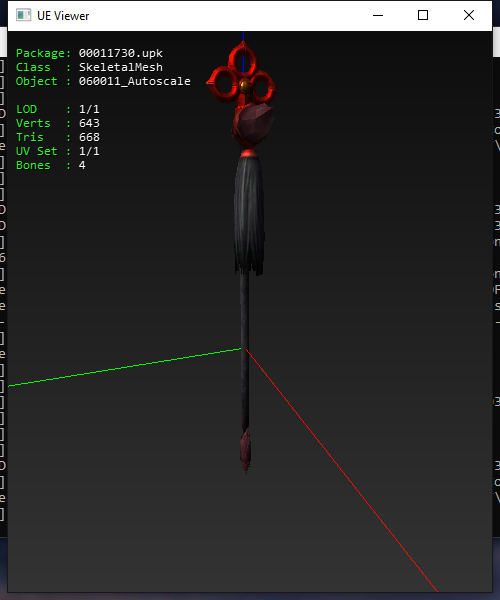 UE Viewer
Package: 00011730.upk
Class  : SkeletalMesh
Object : 060011_Autoscale
LOD    : 1/1
Verts  : 643
Tris   : 668
UV Set : 1/1
Bones  : 4